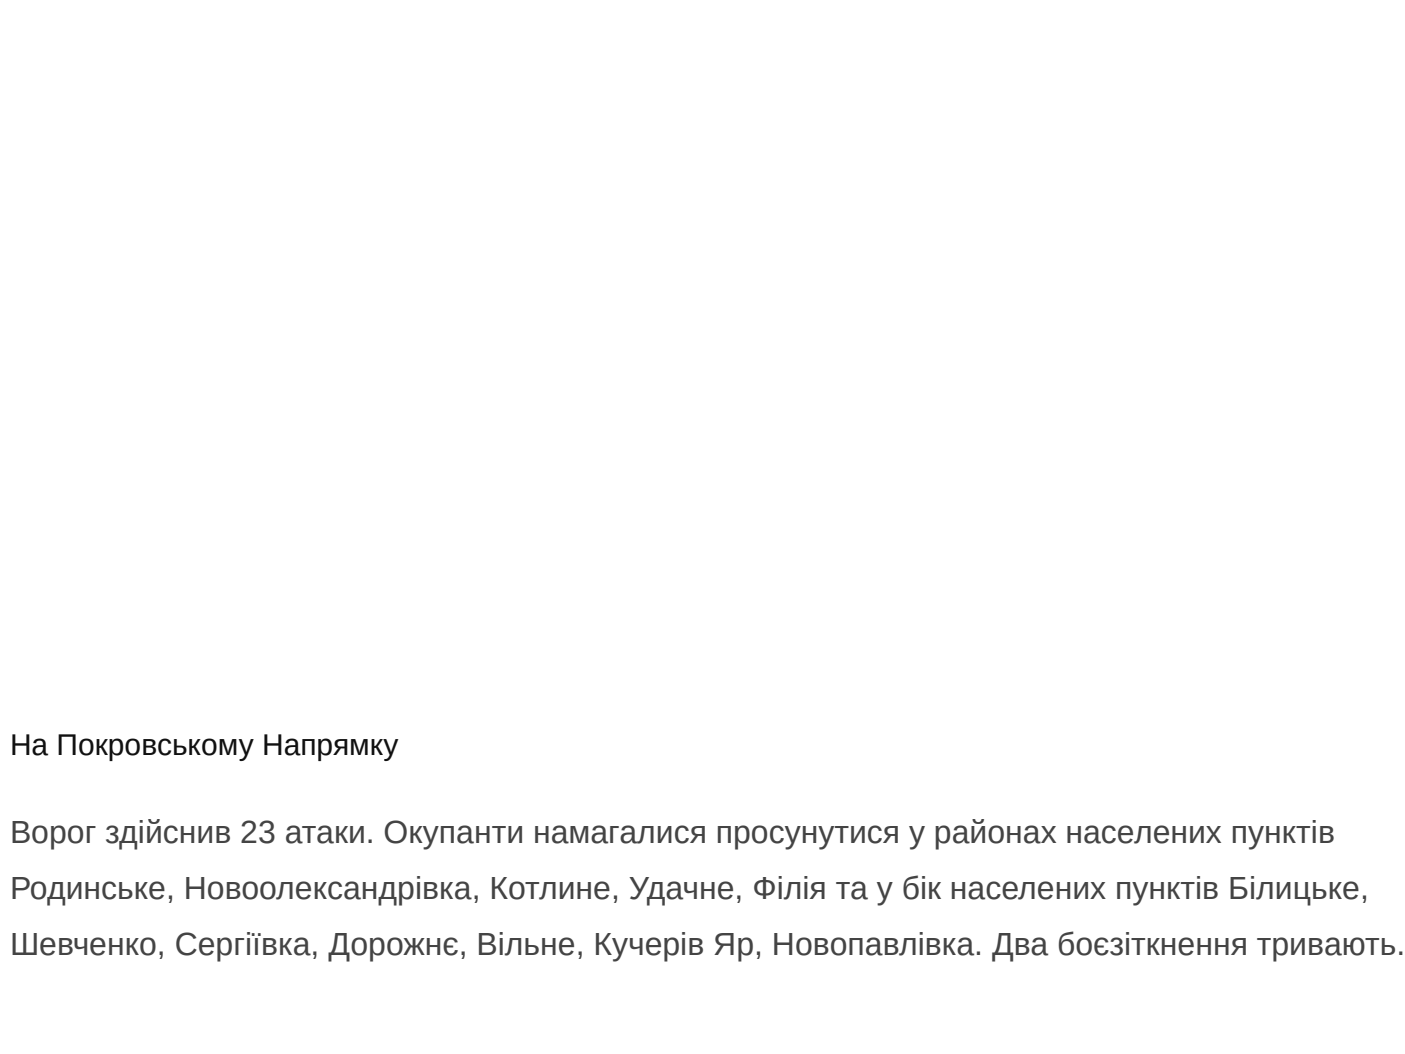 На Покровському Напрямку
Ворог здійснив 23 атаки. Окупанти намагалися просунутися у районах населених пунктів
Родинське, Новоолександрівка, Котлине, Удачне, Філія та у бік населених пунктів Білицьке,
Шевченко, Сергіївка, Дорожнє, Вільне, Кучерів Яр, Новопавлівка. Два боєзіткнення тривають.